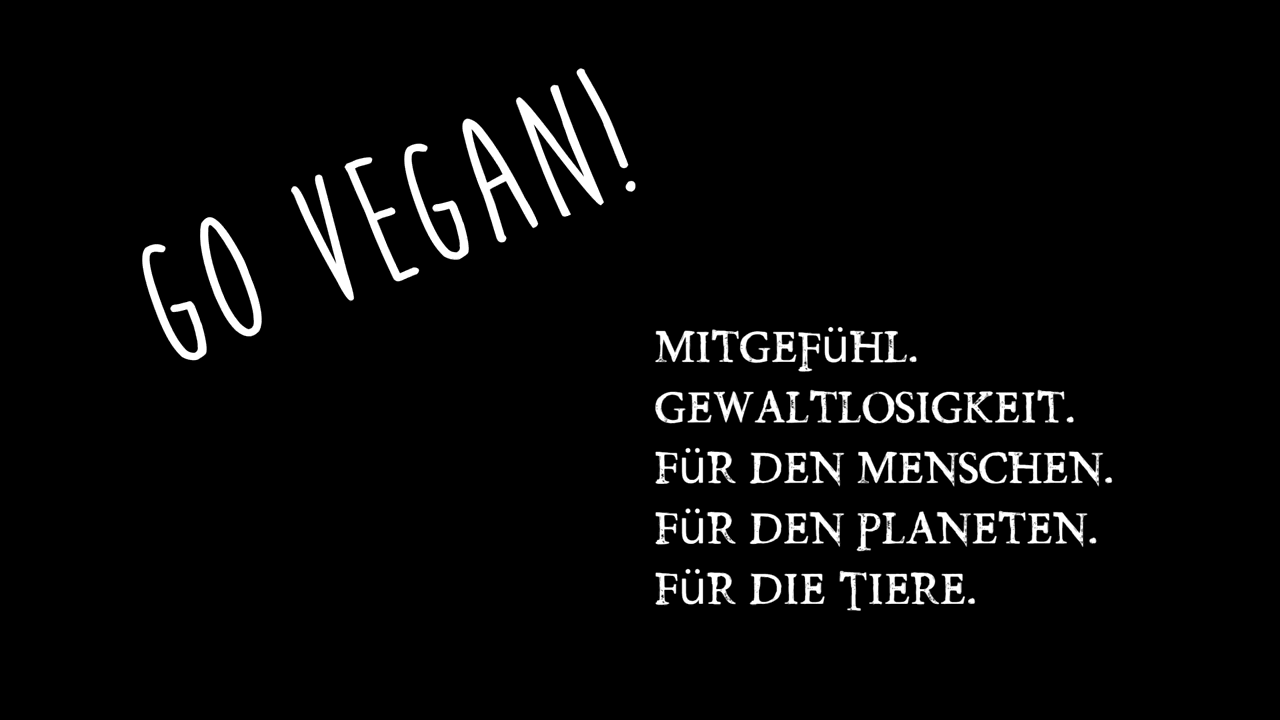 GO VEGAN!
MITGEFÜHL.
GEWALTLOSIGKEIT.
FÜR DEN MENSCHEN.
FÜR DEN PLANETEN.
FÜR DIE TIERE.